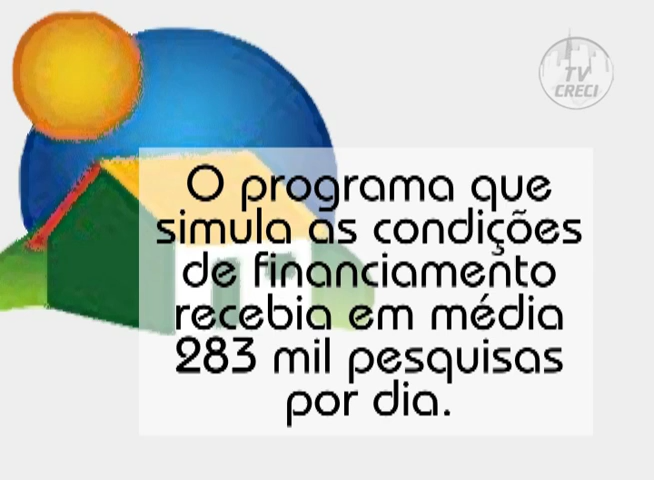 TV
CRECI
O programa que
simula as condições
de financiamento
recebia em média
283 mil pesquisas
por dia.